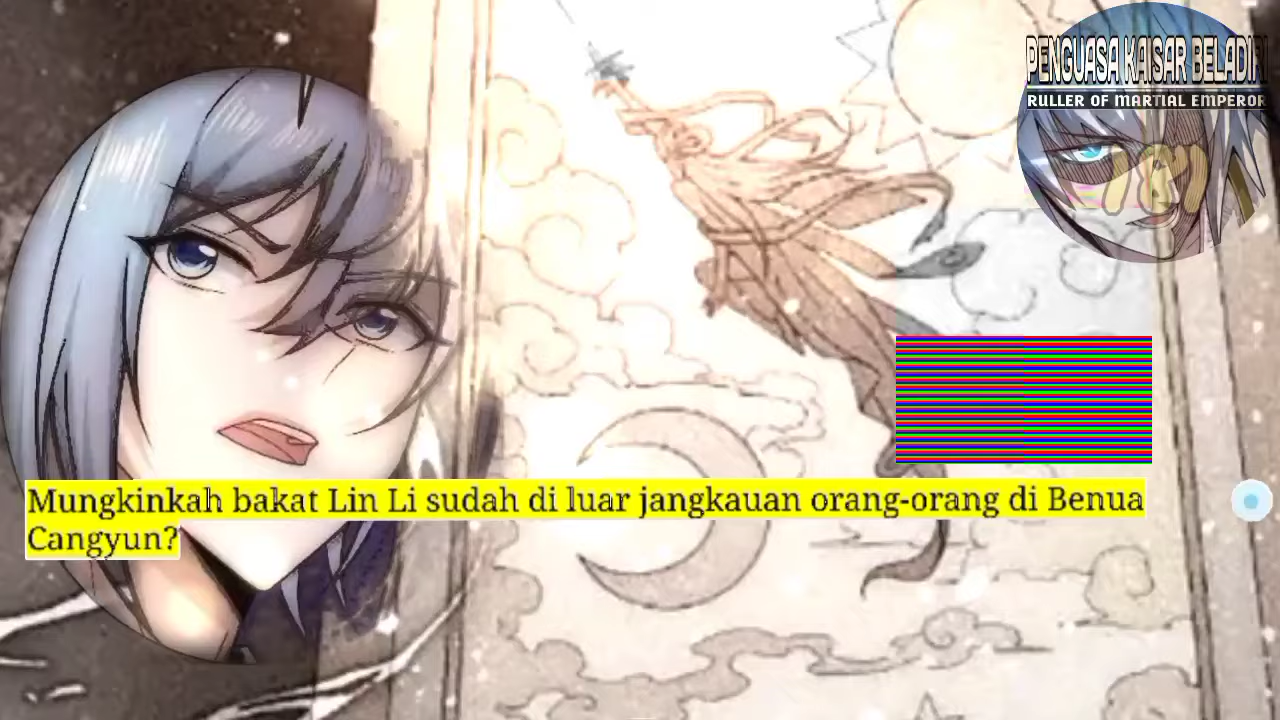 PENGUASA KAISAR BELADIRI
RULLER OF MARTIAL EMPEROR
Mungkinkah bakat Lin Li sudah di luar jangkauan orang-orang di Benua
Cangyun?